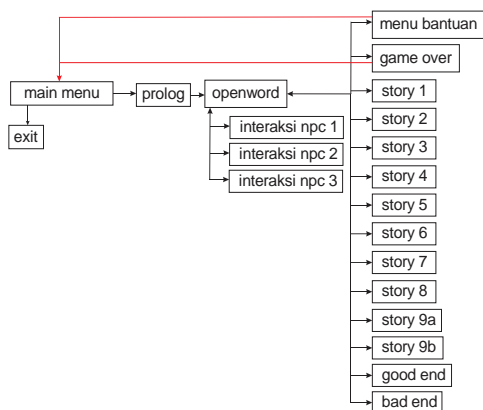 menu bantuan
game over
main menu
prolog
openword
exit
interaksi npc 1
interaksi npc 2
interaksi npc 3
story 1
story 2
story 3
story 4
story 5
story 6
story 7
story 8
story 9a
story 9b
good end
bad end